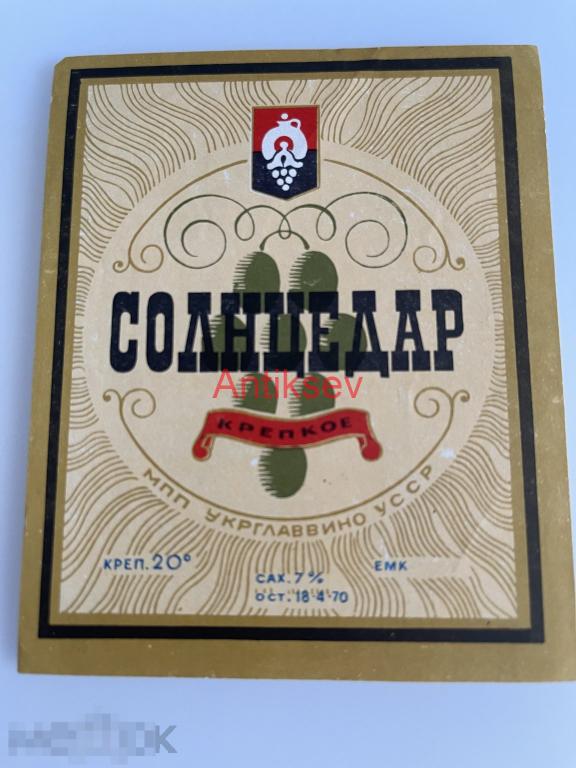 СОЛНЦЕДАР
Antiksev
КРЕПКОЕ
МПП УКРГЛАВВИНО УССР
КРЕП. 20° ЕМК
САХ. 7%
ОСТ. 18-4-70